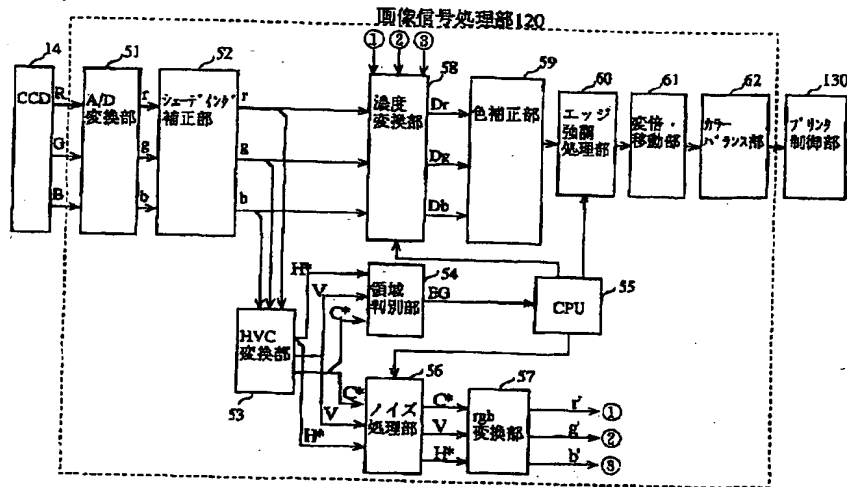 画像信号処理部120
① ② ③
14
CCD
R
G
B
51
A/D
変換部
r
g
b
52
シェーディング
補正部
r
g
b
58
濃度
変換部
Dr
Dg
Db
59
色補正部
60
エッジ
強調
処理部
61
変倍・
移動部
62
カラー
バランス部
130
プリンタ
制御部
H*
V
C*
54
領域
判別部
BG
CPU
55
HVC
変換部
53
C*
V
H*
56
ノイズ
処理部
C*
V
H*
57
rgb
変換部
r' ①
g' ②
b' ③